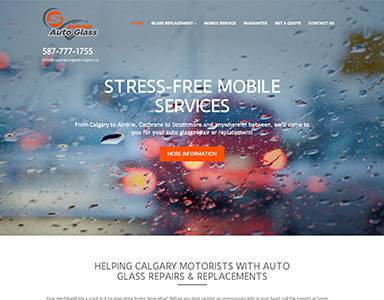 HOME GLASS REPLACEMENT MOBILE SERVICE GUARANTEE GET A QUOTE CONTACT US
Auto Glass
587-777-1755
STRESS-FREE MOBILE
SERVICES
From Calgary to Airdrie, Cochrane to Strathmore and anywhere in between, we'll come to
you for your auto glass repair or replacement!
MORE INFORMATION
HELPING CALGARY MOTORISTS WITH AUTO
GLASS REPAIRS & REPLACEMENTS